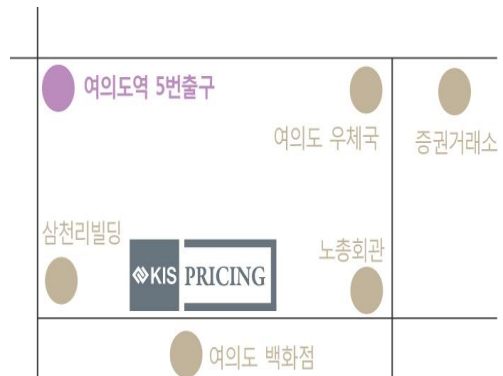 여의도역 5번출구
여의도 우체국
증권거래소
삼천리빌딩
노총회관
KIS PRICING
여의도 백화점